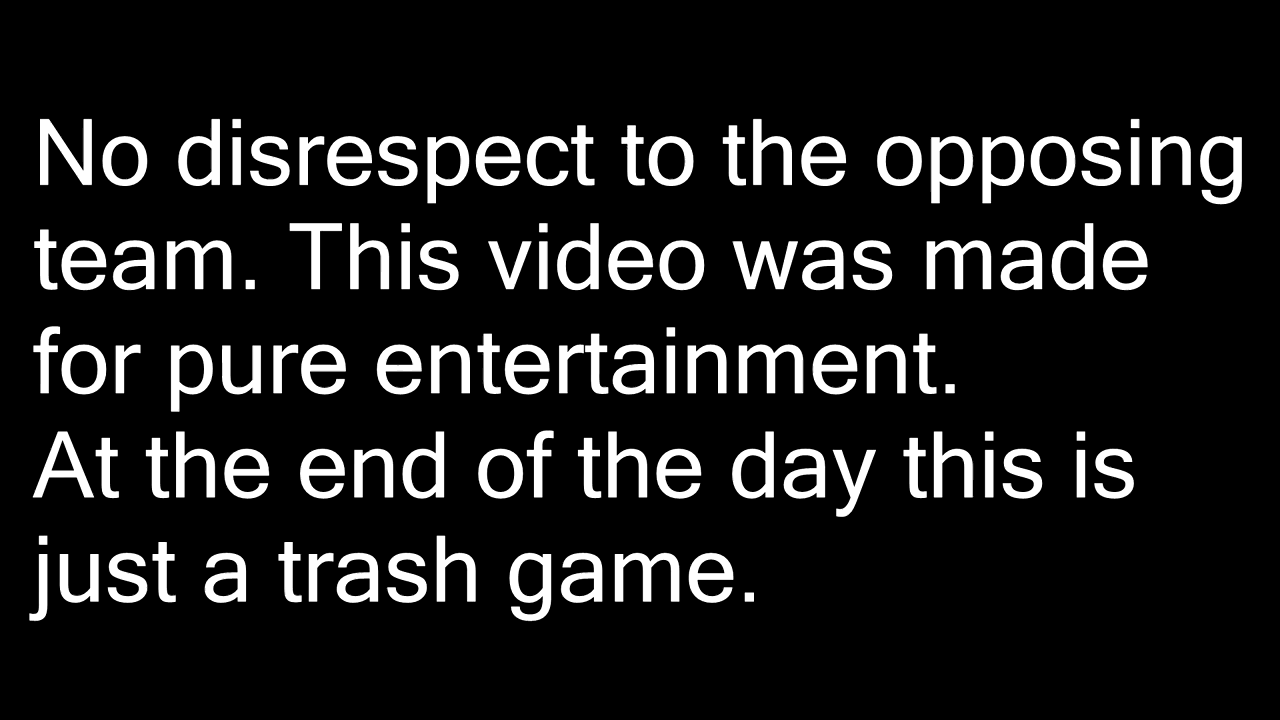 No disrespect to the opposing
team. This video was made
for pure entertainment.
At the end of the day this is
just a trash game.